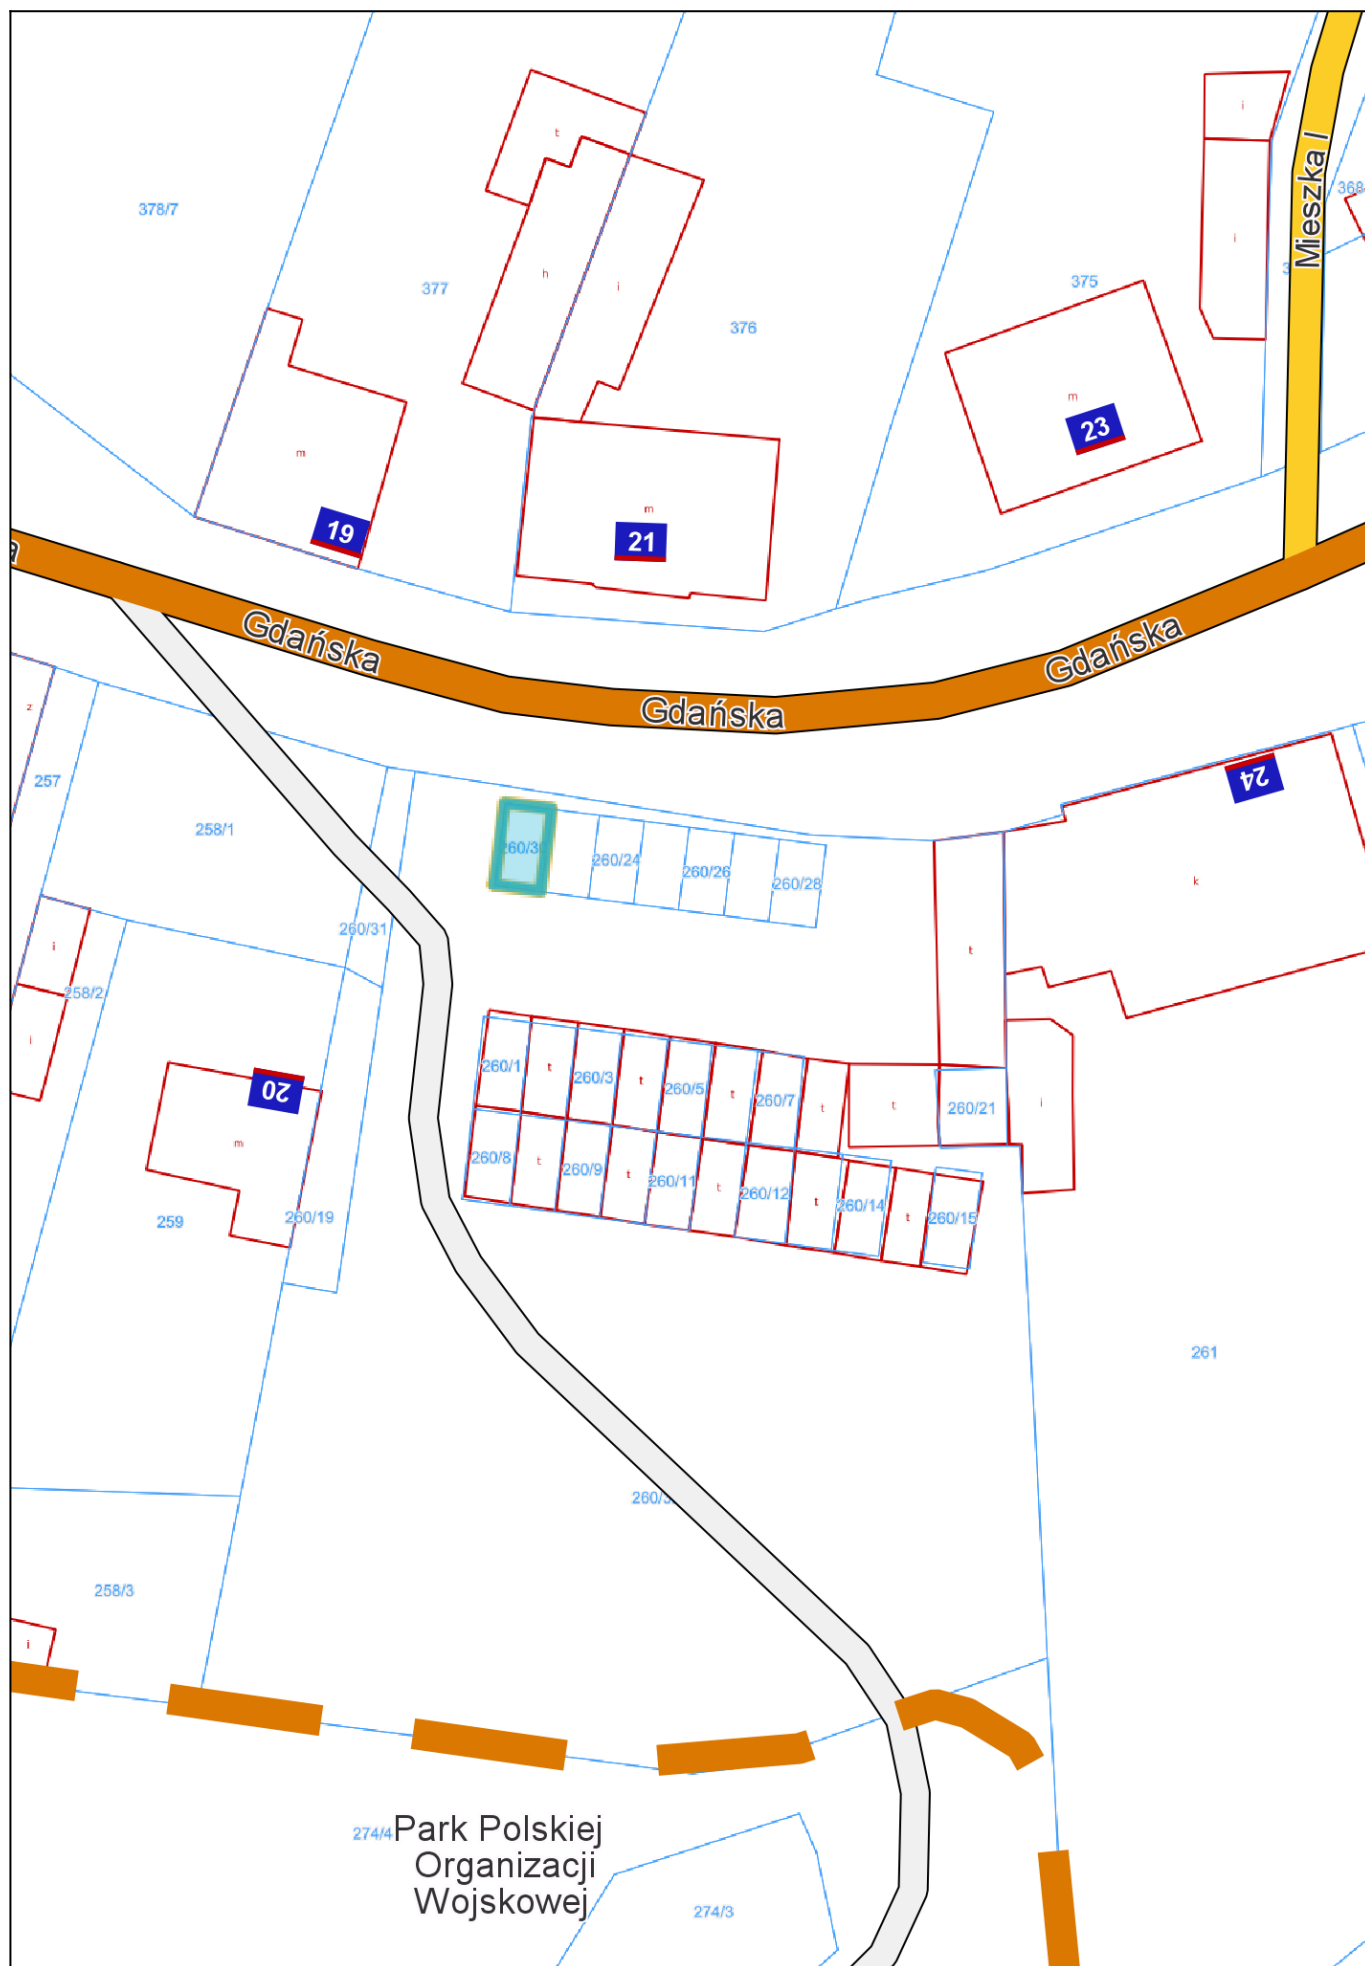 i
Mieszka I
t
378/7
i
h
i
377
376
375
m
23
m
m
19
21
Gdańska
Gdańska
Gdańska
z
257
258/1
24
260/24
260/26
260/28
k
260/31
i
t
258/2
i
260/1
t
260/3
t
260/5
t
260/7
t
t
260/21
i
20
m
260/8
t
260/9
t
260/11
t
260/12
t
260/14
t
260/15
259
260/19
261
258/3
i
274/4
Park Polskiej
Organizacji
Wojskowej
274/3